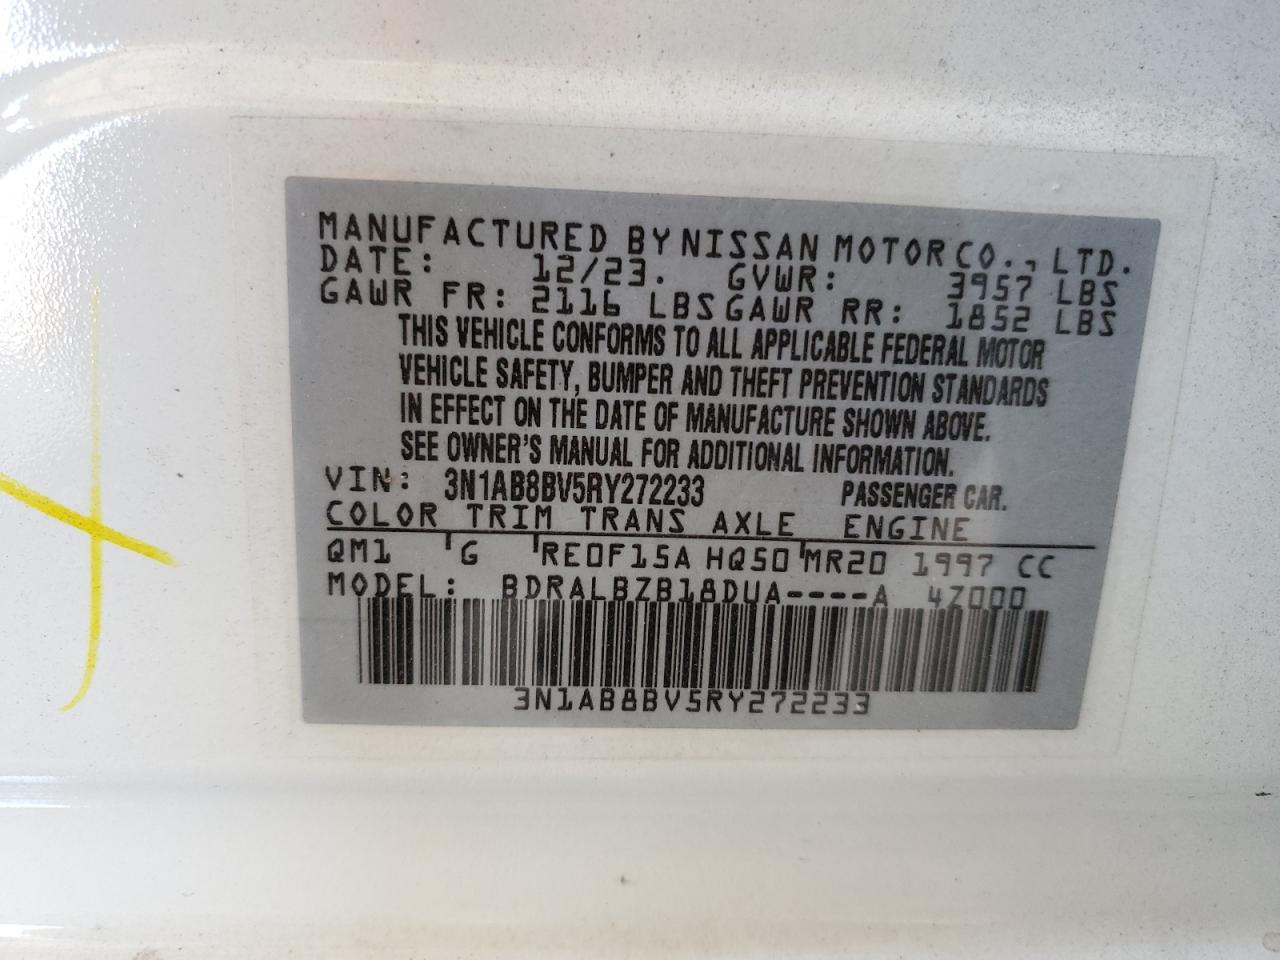 MANUFACTURED BY NISSAN MOTOR CO., LTD.
DATE: 12/23. GVWR: 3957 LBS
GAWR FR: 2116 LBS GAWR RR: 1852 LBS
THIS VEHICLE CONFORMS TO ALL APPLICABLE FEDERAL MOTOR
VEHICLE SAFETY, BUMPER AND THEFT PREVENTION STANDARDS
IN EFFECT ON THE DATE OF MANUFACTURE SHOWN ABOVE.
SEE OWNER'S MANUAL FOR ADDITIONAL INFORMATION.
VIN: 3N1AB8BV5RY272233 PASSENGER CAR.
COLOR TRIM TRANS AXLE ENGINE
QM1 G RE0F15A HQ50 MR20 1997 CC
MODEL: BDRALBZB18DUA----A 4Z000
3N1AB8BV5RY272233